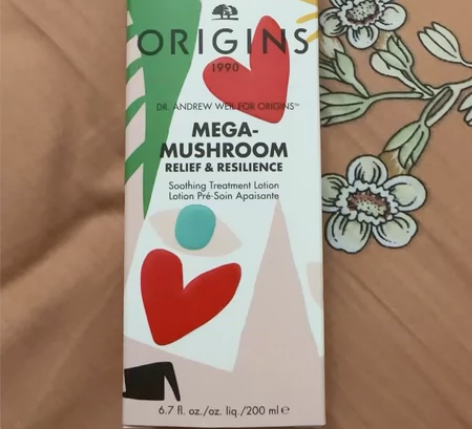 ORIGINS
1990
DR. ANDREW WEIL FOR ORIGINS™
MEGA-
MUSHROOM
RELIEF & RESILIENCE
Soothing Treatment Lotion
Lotion Pré-Soin Apaisante
6.7 fl. oz./oz. liq./200 ml e